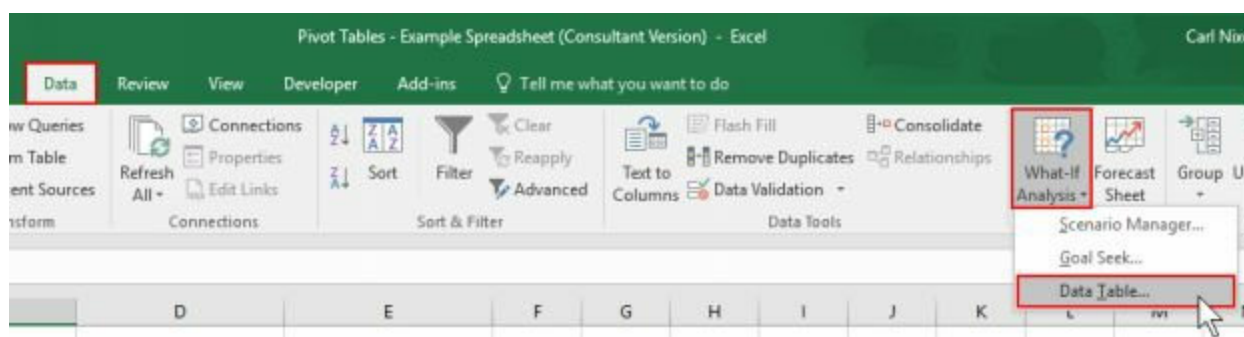 Pivot Tables - Example Spreadsheet (Consultant Version) - Excel
Carl Nix
Data Review View Developer Add-ins Tell me what you want to do
w Queries
m Table
ent Sources
nsform
Refresh
All
Connections
Properties
Edit Links
Connections
Sort
Filter
Clear
Reapply
Advanced
Sort & Filter
Text to
Columns
Flash Fill
Remove Duplicates
Data Validation
Consolidate
Relationships
Data Tools
What-If
Analysis
Forecast
Sheet
Group
U
Scenario Manager...
Goal Seek...
Data Table...
D E F G H I J K L M